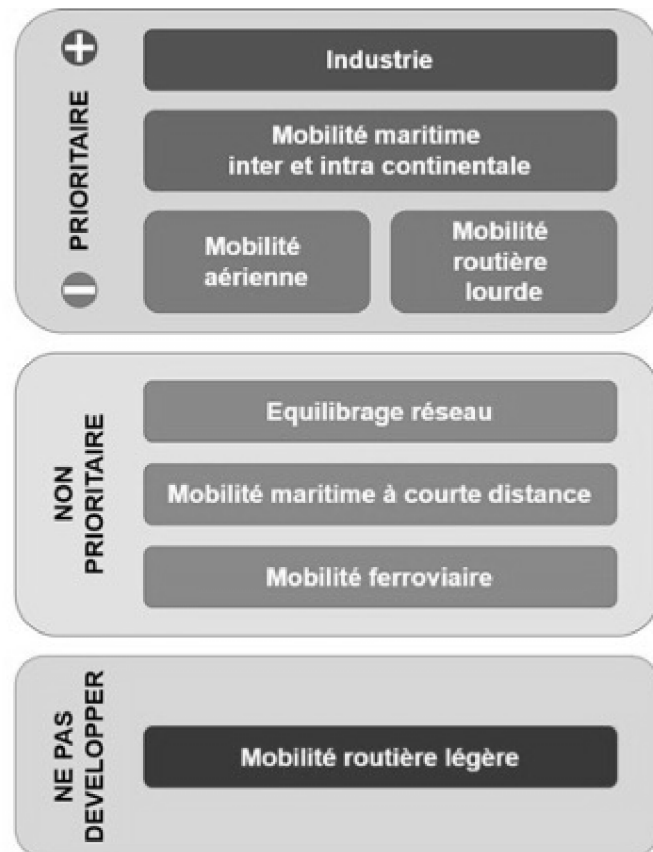 PRIORITAIRE
Industrie
Mobilité maritime
inter et intra continentale
Mobilité
aérienne
Mobilité
routière
lourde
NON
PRIORITAIRE
Equilibrage réseau
Mobilité maritime à courte distance
Mobilité ferroviaire
NE PAS
DEVELOPPER
Mobilité routière légère